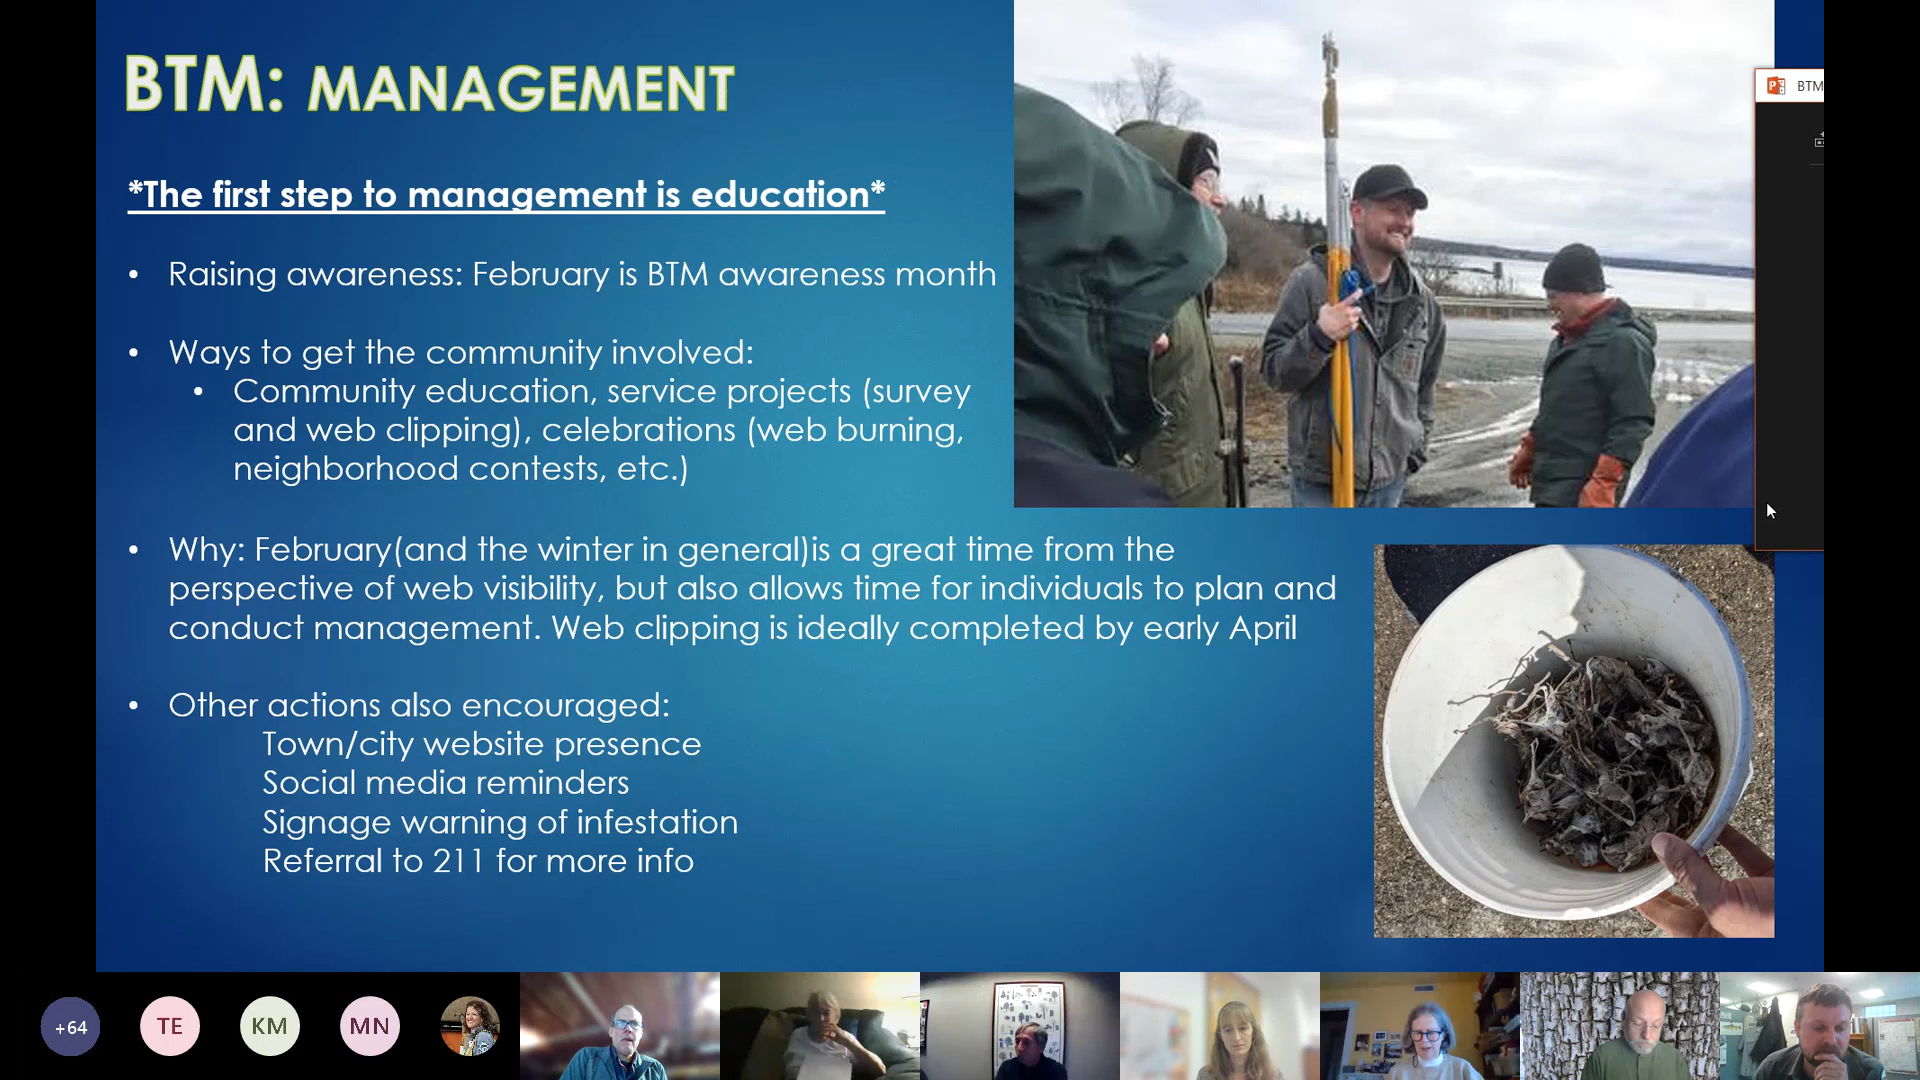 BTM: MANAGEMENT
*The first step to management is education*
• Raising awareness: February is BTM awareness month
• Ways to get the community involved:
• Community education, service projects (survey
and web clipping), celebrations (web burning,
neighborhood contests, etc.)
• Why: February(and the winter in general)is a great time from the
perspective of web visibility, but also allows time for individuals to plan and
conduct management. Web clipping is ideally completed by early April
• Other actions also encouraged:
Town/city website presence
Social media reminders
Signage warning of infestation
Referral to 211 for more info
BTM
+64
TE
KM
MN